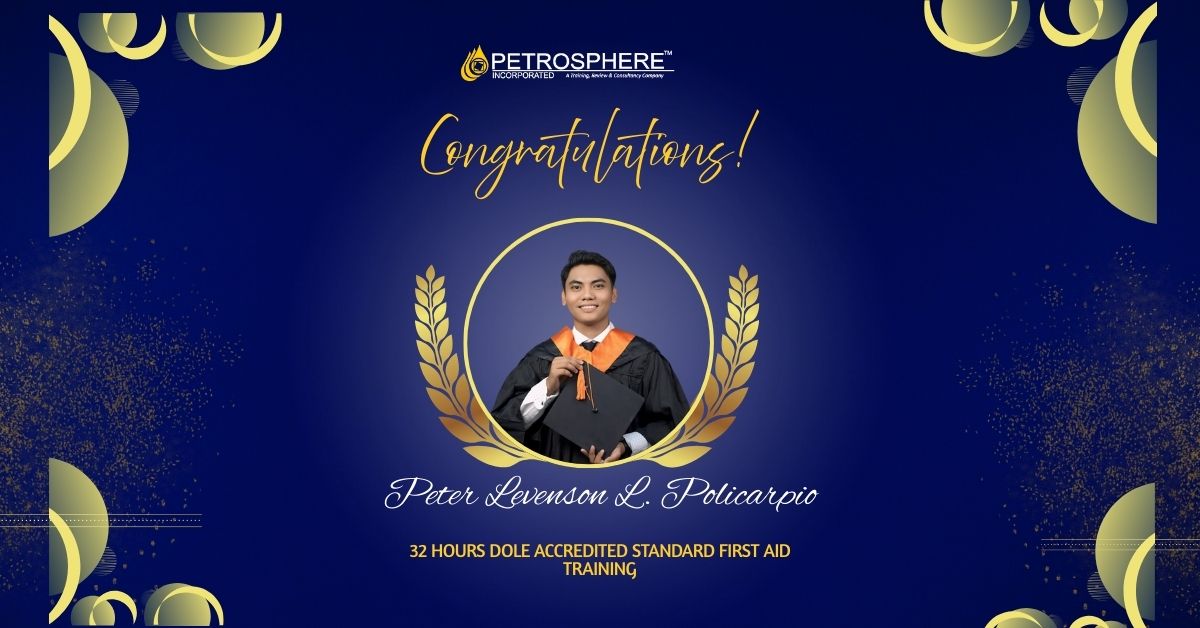 PETROSPHERE™
INCORPORATED A Training, Review & Consultancy Company
Congratulations!
Peter Levenson L. Policarpio
32 HOURS DOLE ACCREDITED STANDARD FIRST AID
TRAINING